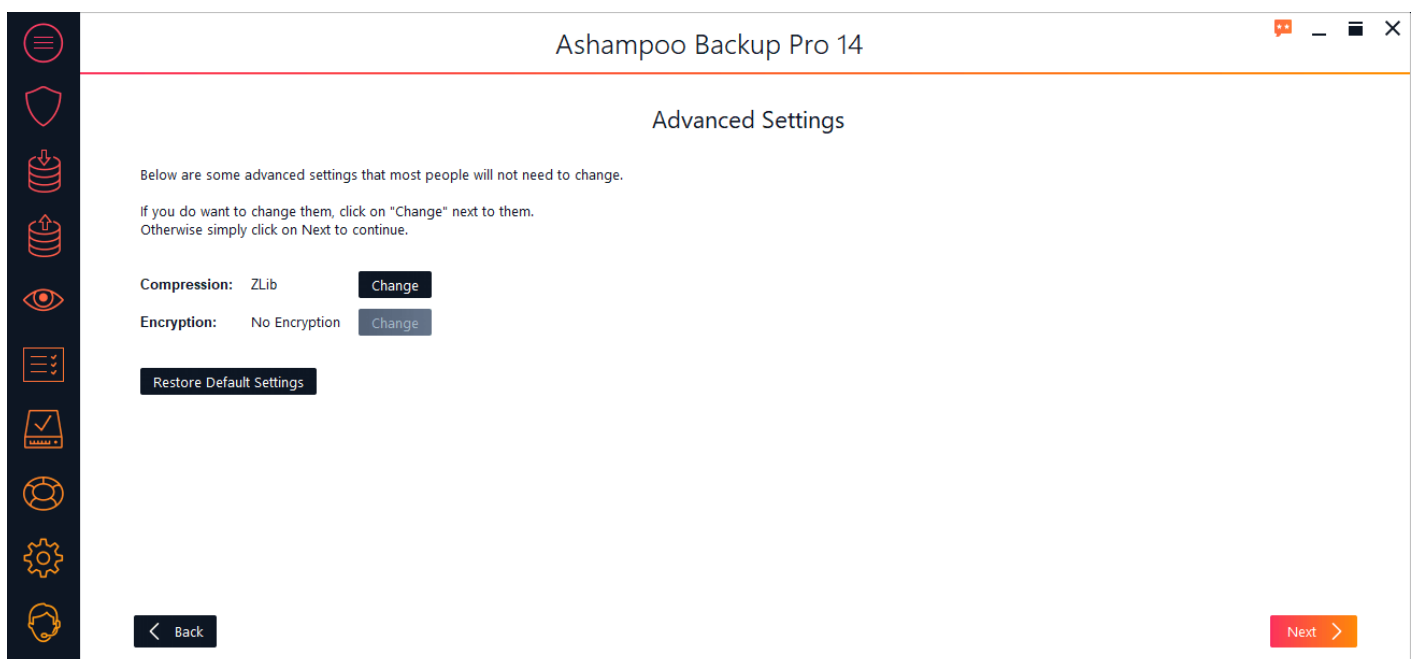 Ashampoo Backup Pro 14
Advanced Settings
Below are some advanced settings that most people will not need to change.
If you do want to change them, click on "Change" next to them.
Otherwise simply click on Next to continue.
Compression: ZLib Change
Encryption: No Encryption Change
Restore Default Settings
Back Next